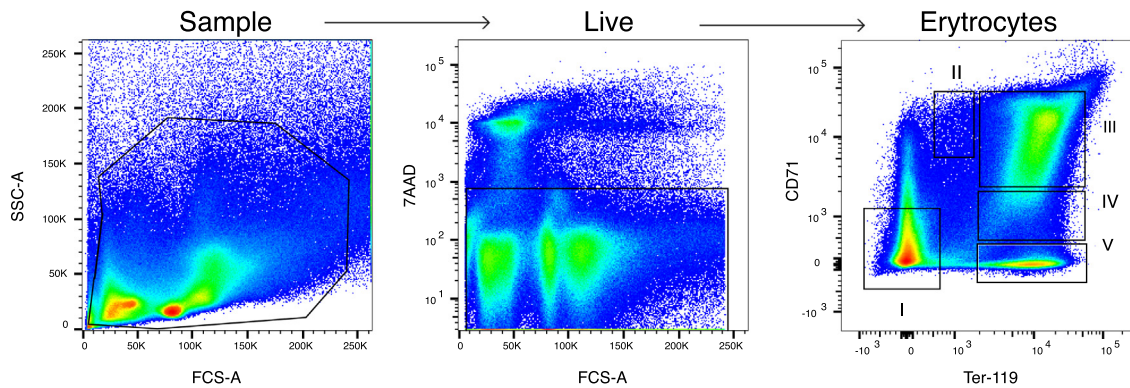 Sample
Live
Erytrocytes
250K
200K
150K
100K
50K
0
SSC-A
0
50K
100K
150K
200K
250K
FCS-A
10 5
10 4
10 3
10 2
10 1
7AAD
0
50K
100K
150K
200K
250K
FCS-A
10 5
10 4
10 3
0
-10 3
CD71
II
III
IV
V
I
-10 3
0
10 3
10 4
10 5
Ter-119